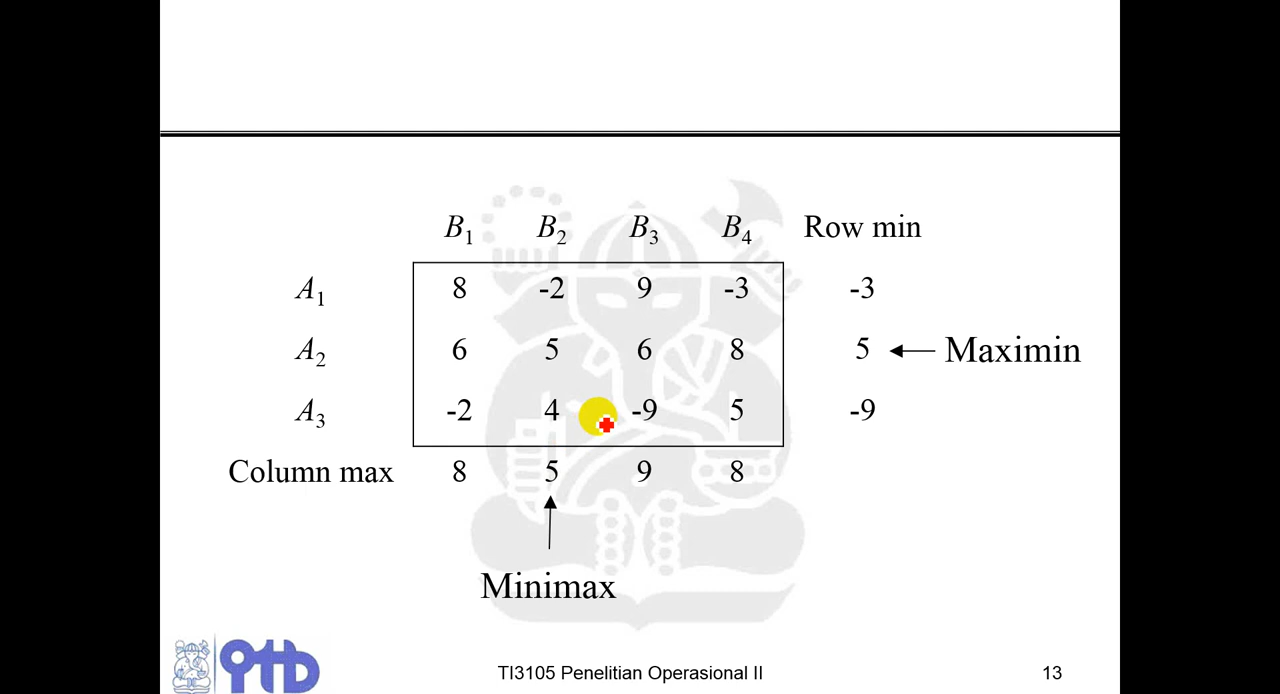 B1 B2 B3 B4 Row min
A1 8 -2 9 -3 -3
A2 6 5 6 8 5 Maximin
A3 -2 4 -9 5 -9
Column max 8 5 9 8
Minimax
TI3105 Penelitian Operasional II 13